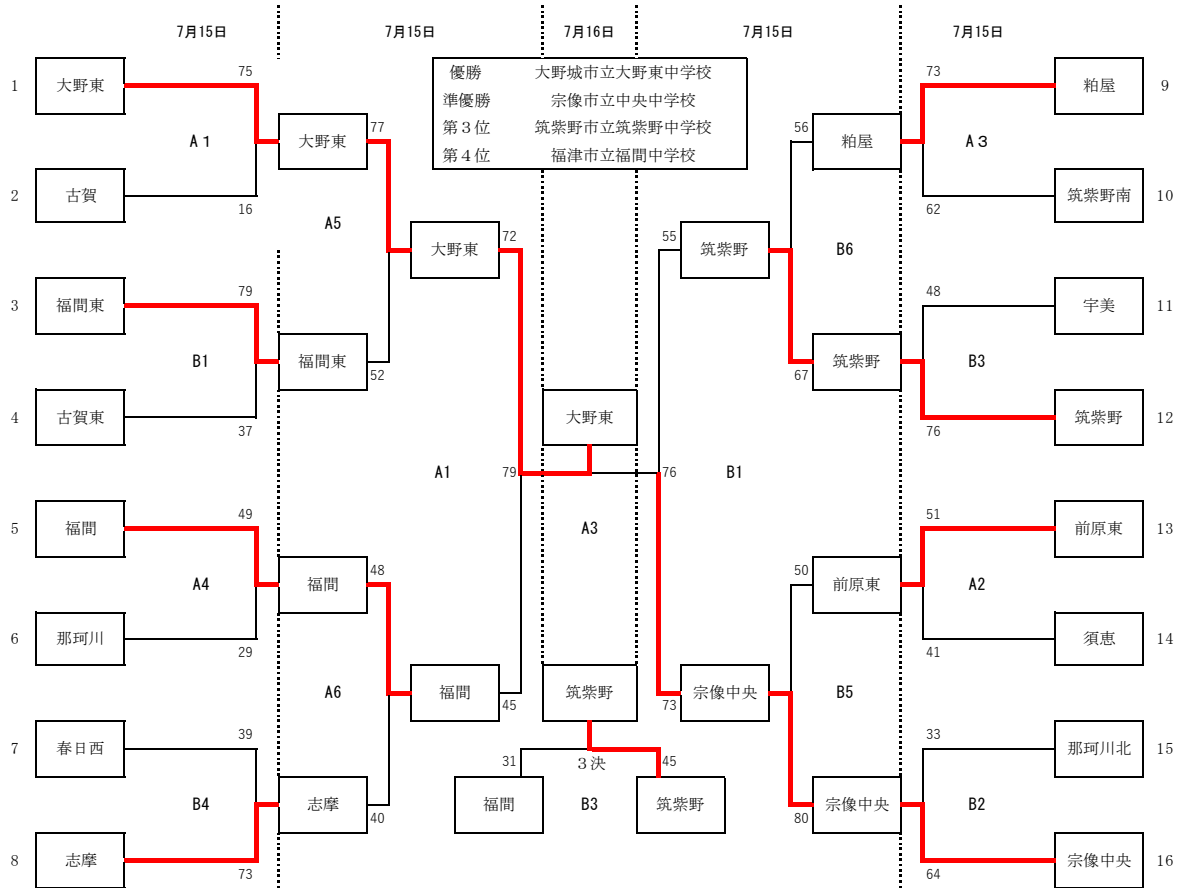 7月15日 7月15日 7月16日 7月15日 7月15日
優勝 大野城市立大野東中学校
準優勝 宗像市立中央中学校
第３位 筑紫野市立筑紫野中学校
第４位 福津市立福間中学校
1 大野東 75
A 1
2 古賀 16
大野東 77
A5
3 福間東 79
B1
4 古賀東 37
福間東 52
大野東 72
A1
5 福間 49
A4
6 那珂川 29
福間 48
A6
7 春日西 39
B4
8 志摩 73
志摩 40
福間 45
大野東
79 76
A3
筑紫野
31 3決 45
福間 B3 筑紫野
55 筑紫野
B1
73 宗像中央
56 粕屋
B6
67 筑紫野
50 前原東
B5
80 宗像中央
73 粕屋 9
A 3
62 筑紫野南 10
48 宇美 11
B3
76 筑紫野 12
51 前原東 13
A2
41 須恵 14
33 那珂川北 15
B2
64 宗像中央 16